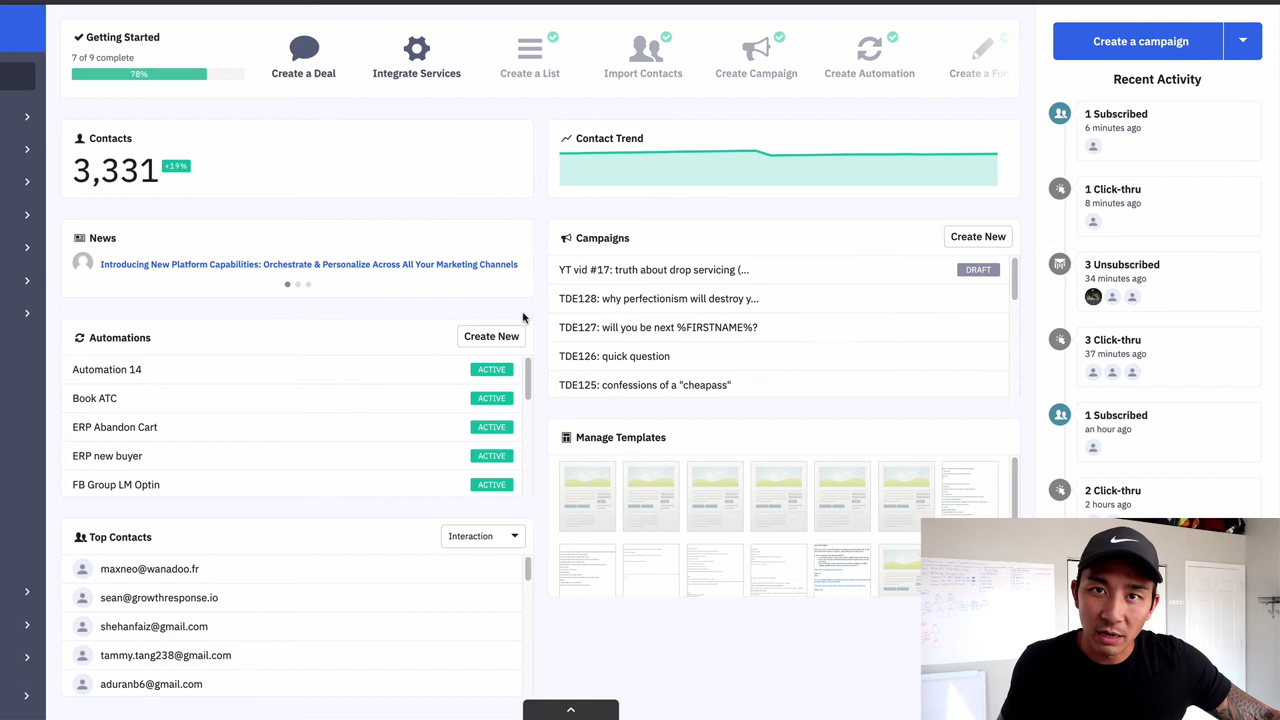 Getting Started
7 of 9 complete
78%
Create a Deal
Integrate Services
Create a List
Import Contacts
Create Campaign
Create Automation
Create a For
Contacts
3,331
+19%
Contact Trend
News
Introducing New Platform Capabilities: Orchestrate & Personalize Across All Your Marketing Channels
Campaigns
Create New
YT vid #17: truth about drop servicing (...
DRAFT
TDE128: why perfectionism will destroy y...
TDE127: will you be next %FIRSTNAME%?
TDE126: quick question
TDE125: confessions of a "cheapass"
Automations
Create New
Automation 14
ACTIVE
Book ATC
ACTIVE
ERP Abandon Cart
ACTIVE
ERP new buyer
ACTIVE
FB Group LM Optin
ACTIVE
Manage Templates
Top Contacts
Interaction
maxneo@wanadoo.fr
sean@growthresponse.io
shehanfaiz@gmail.com
tammy.tang238@gmail.com
aduranb6@gmail.com
Create a campaign
Recent Activity
1 Subscribed
6 minutes ago
1 Click-thru
8 minutes ago
3 Unsubscribed
34 minutes ago
3 Click-thru
37 minutes ago
1 Subscribed
an hour ago
2 Click-thru
2 hours ago